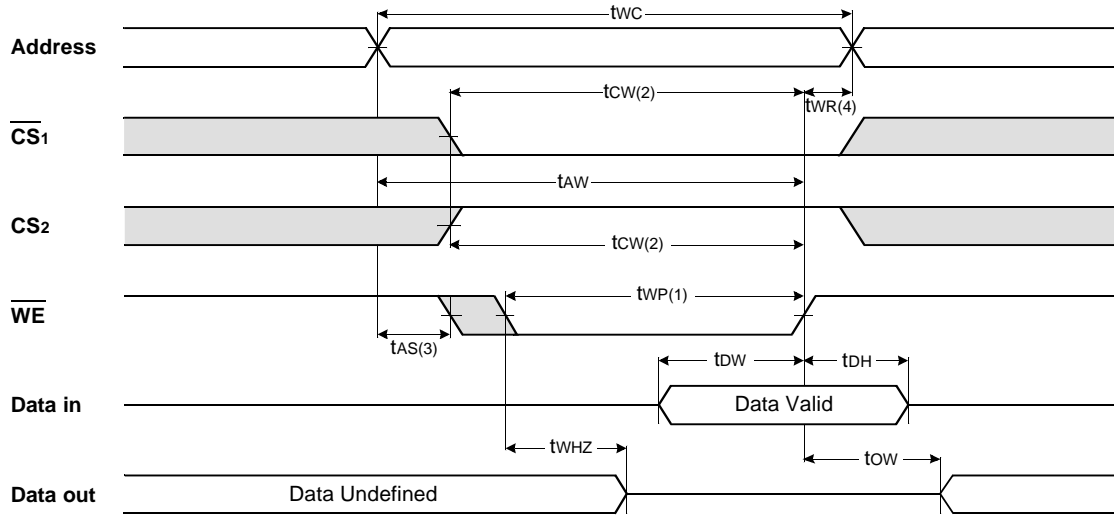 tWC
Address
tCW(2)
tWR(4)
CS1
tAW
CS2
tCW(2)
tWP(1)
WE
tAS(3)
tDW
tDH
Data in
Data Valid
tWHZ
tOW
Data out
Data Undefined